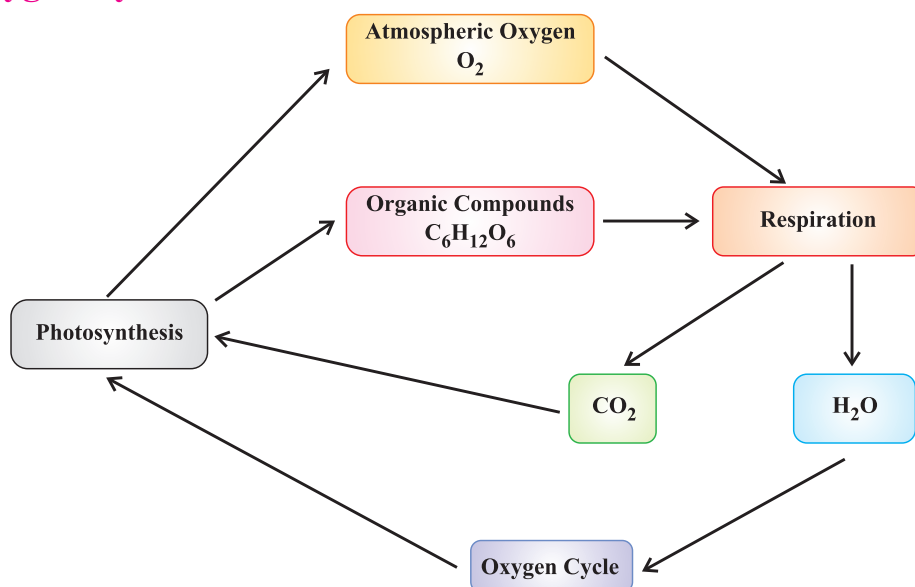 Atmospheric Oxygen
O₂
Organic Compounds
C₆H₁₂O₆
Respiration
Photosynthesis
CO₂
H₂O
Oxygen Cycle